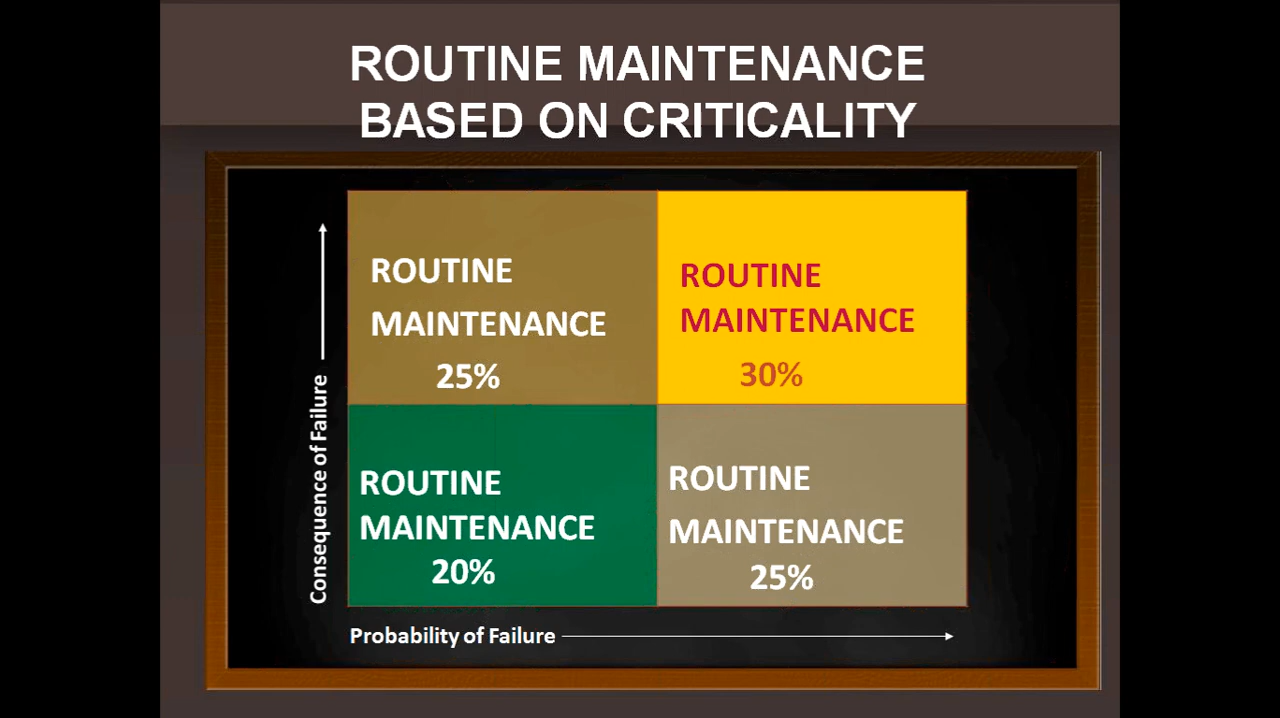 ROUTINE MAINTENANCE
BASED ON CRITICALITY
ROUTINE
MAINTENANCE
25%
ROUTINE
MAINTENANCE
30%
ROUTINE
MAINTENANCE
20%
ROUTINE
MAINTENANCE
25%
Consequence of Failure
Probability of Failure